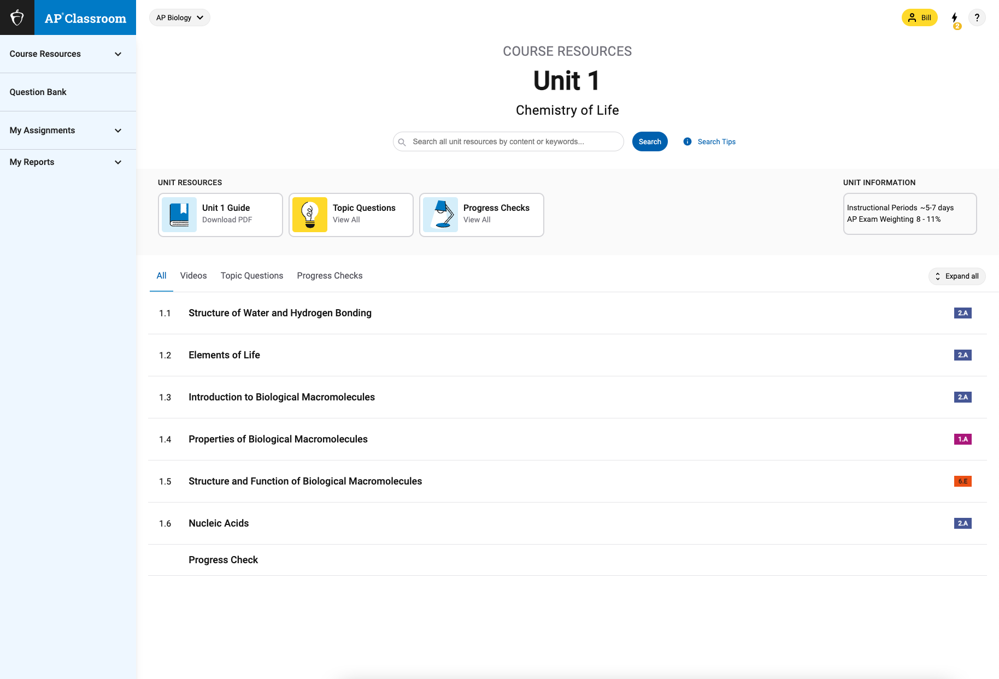 AP® Classroom
AP Biology
Bill
2
?
Course Resources
Question Bank
My Assignments
My Reports
COURSE RESOURCES
Unit 1
Chemistry of Life
Search all unit resources by content or keywords...
Search
Search Tips
UNIT RESOURCES
Unit 1 Guide
Download PDF
Topic Questions
View All
Progress Checks
View All
UNIT INFORMATION
Instructional Periods ~5-7 days
AP Exam Weighting 8 - 11%
All Videos Topic Questions Progress Checks
Expand all
1.1 Structure of Water and Hydrogen Bonding 2.A
1.2 Elements of Life 2.A
1.3 Introduction to Biological Macromolecules 2.A
1.4 Properties of Biological Macromolecules 1.A
1.5 Structure and Function of Biological Macromolecules 6.E
1.6 Nucleic Acids 2.A
Progress Check